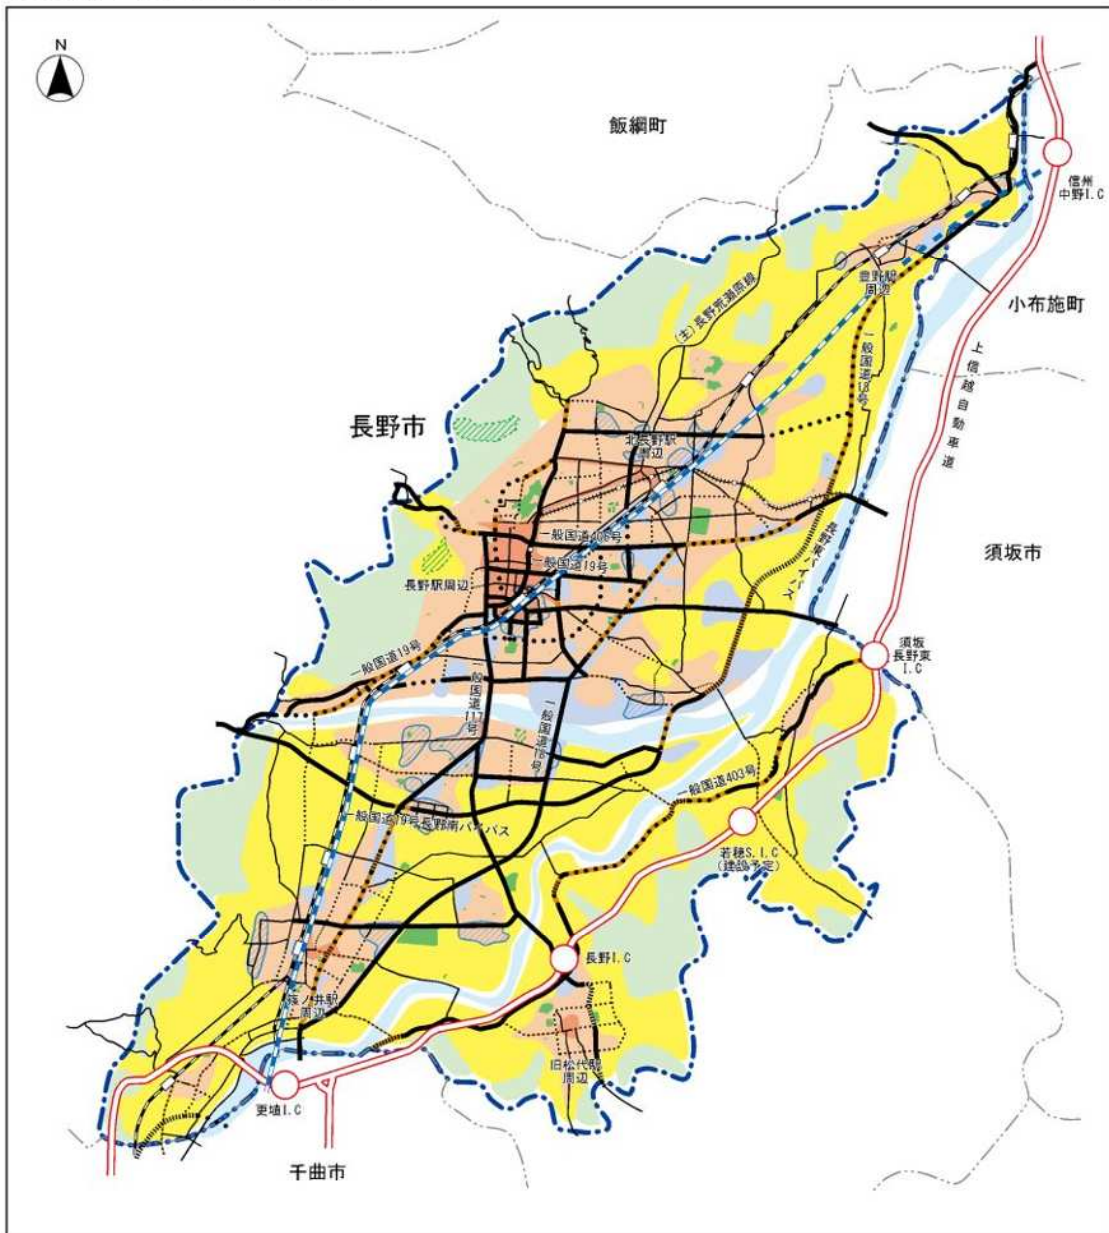 N
飯綱町
信州
中野I.C
豊野駅
周辺
小布施町
(主)長野荒瀬原線
一般国道18号
上信越自動車道
長野市
北長野駅
周辺
一般国道406号
一般国道19号
長野東バイパス
須坂市
長野駅周辺
須坂
長野東
I.C
一般国道19号
一般国道117号
一般国道18号
一般国道403号
一般国道19号長野南バイパス
若穂S.I.C
(建設予定)
長野I.C
篠ノ井駅
周辺
旧松代駅
周辺
更埴I.C
千曲市